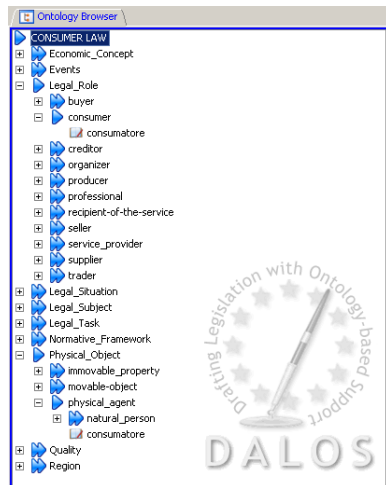 Ontology Browser
CONSUMER LAW
Economic_Concept
Events
Legal_Role
buyer
consumer
consumatore
creditor
organizer
producer
professional
recipient-of-the-service
seller
service_provider
supplier
trader
Legal_Situation
Legal_Subject
Legal_Task
Normative_Framework
Physical_Object
immovable_property
movable-object
physical_agent
natural_person
consumatore
Quality
Region
Drafting Legislation with Ontology-based Support
DALOS